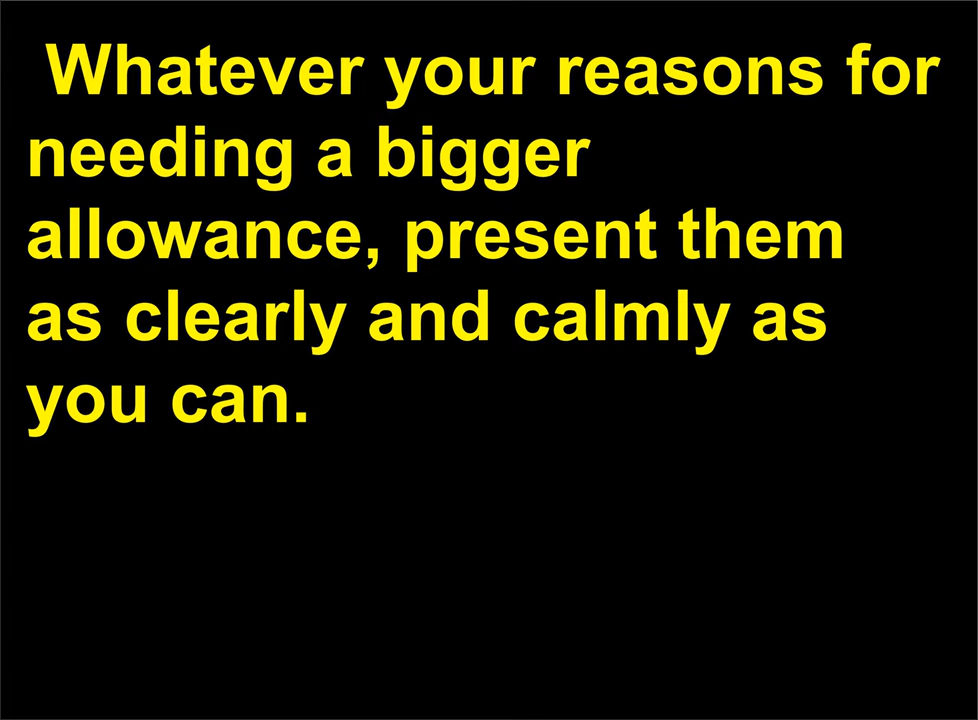 Whatever your reasons for
needing a bigger
allowance, present them
as clearly and calmly as
you can.